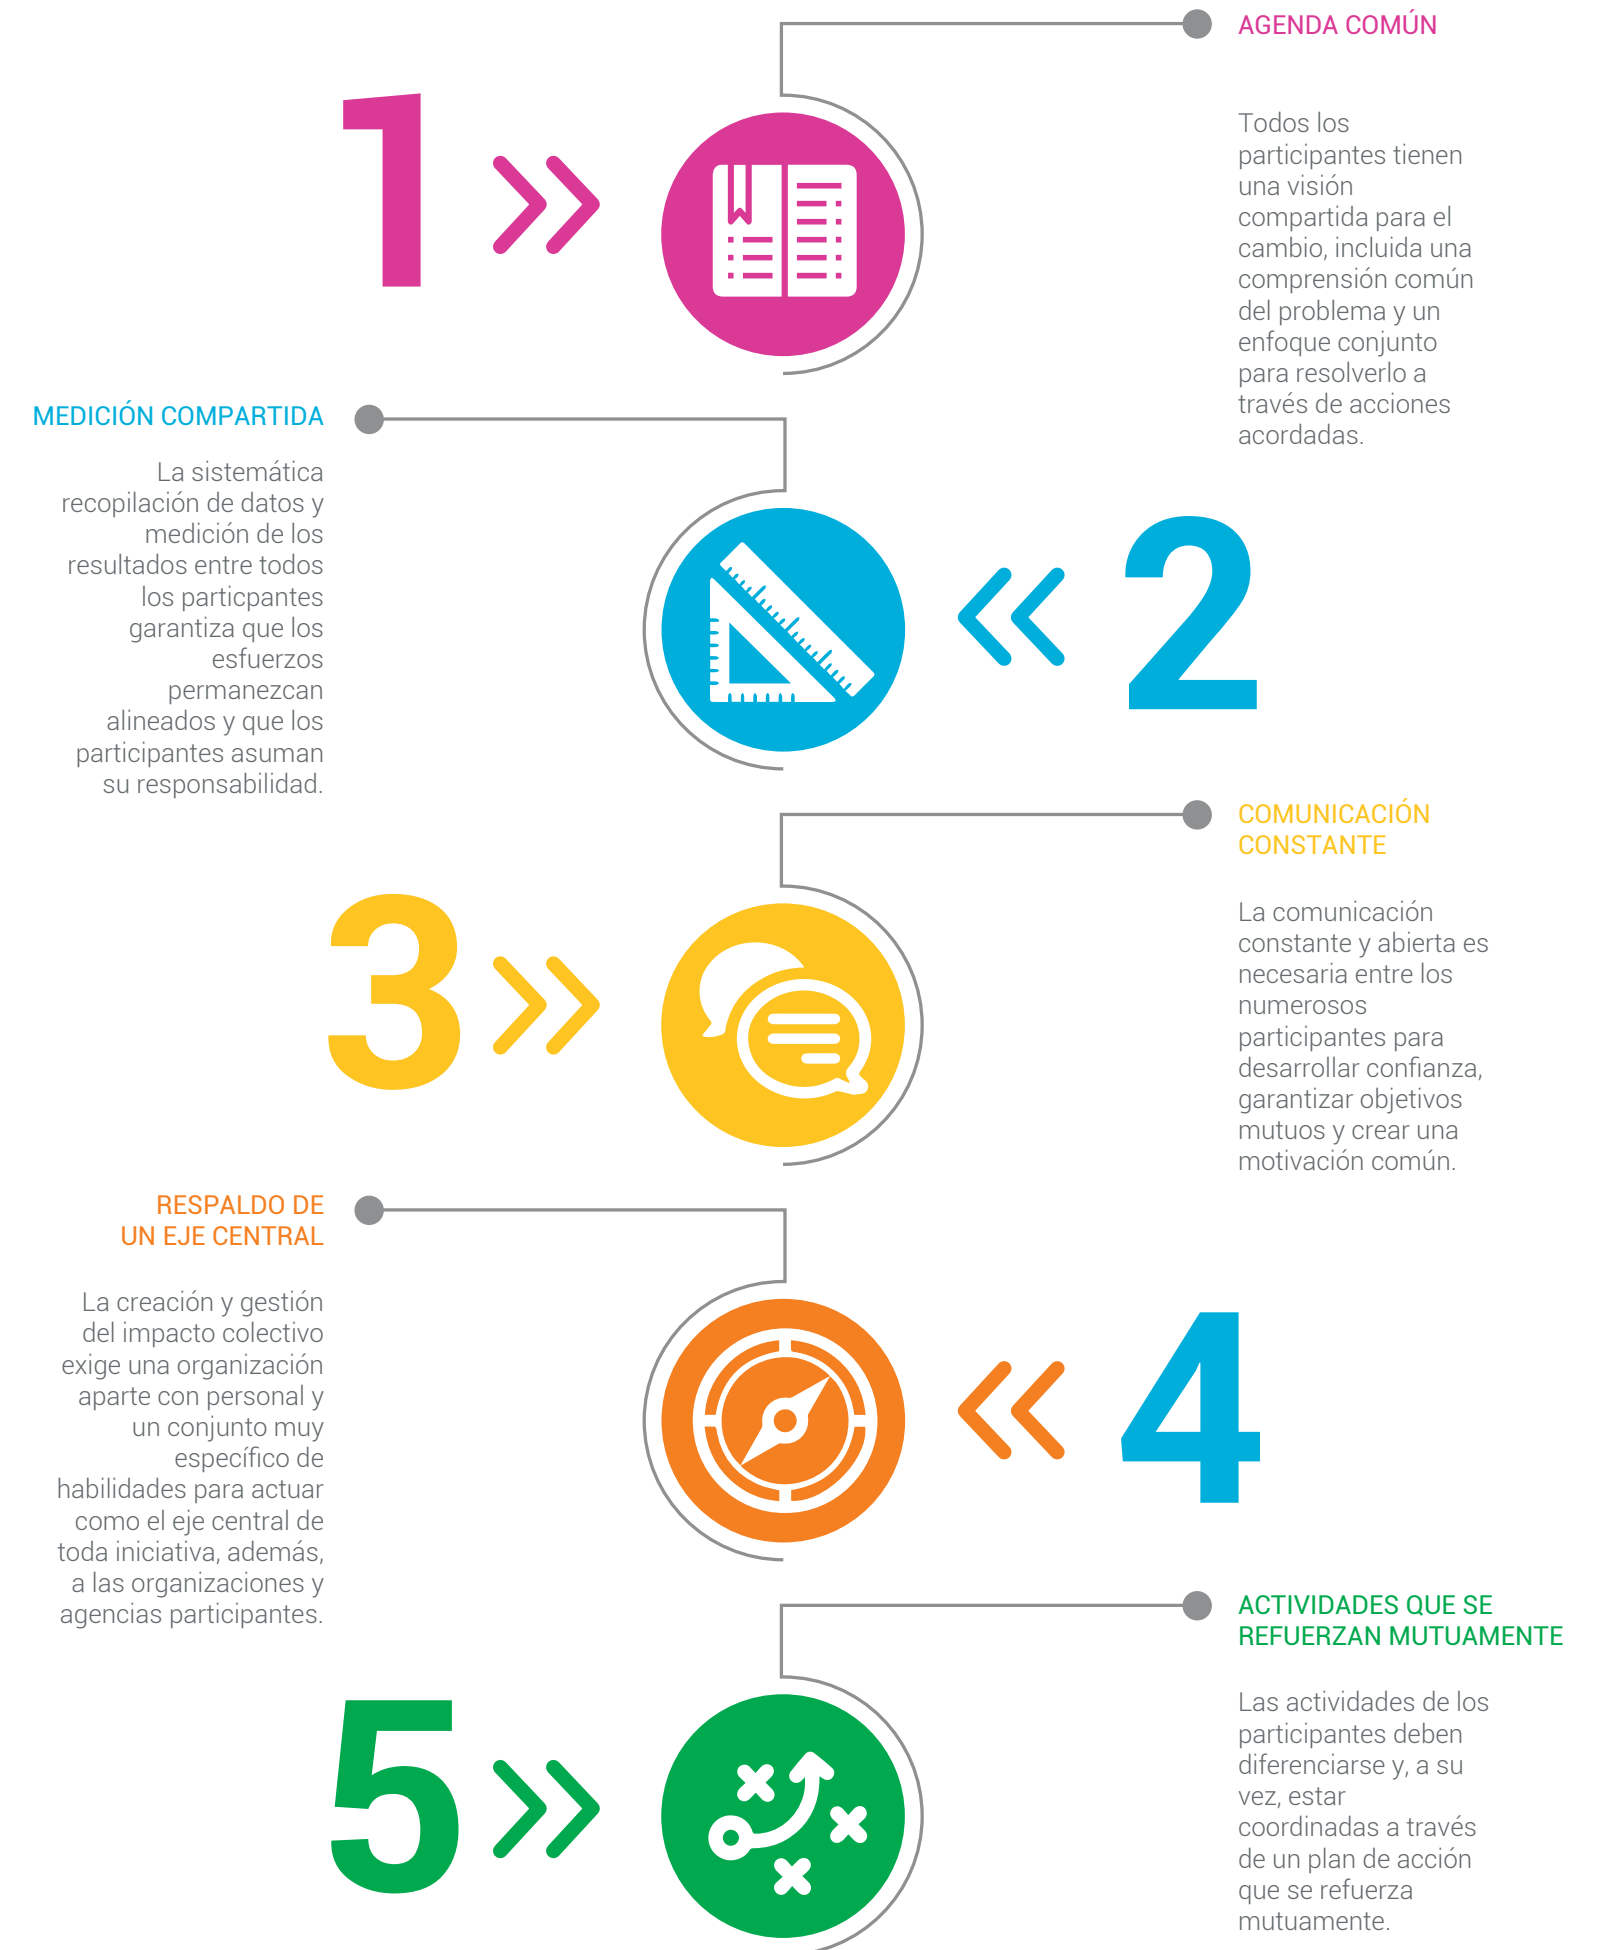 1
AGENDA COMÚN
Todos los
participantes tienen
una visión
compartida para el
cambio, incluida una
comprensión común
del problema y un
enfoque conjunto
para resolverlo a
través de acciones
acordadas.
2
MEDICIÓN COMPARTIDA
La sistemática
recopilación de datos y
medición de los
resultados entre todos
los particpantes
garantiza que los
esfuerzos
permanezcan
alineados y que los
participantes asuman
su responsabilidad.
3
COMUNICACIÓN
CONSTANTE
La comunicación
constante y abierta es
necesaria entre los
numerosos
participantes para
desarrollar confianza,
garantizar objetivos
mutuos y crear una
motivación común.
4
RESPALDO DE
UN EJE CENTRAL
La creación y gestión
del impacto colectivo
exige una organización
aparte con personal y
un conjunto muy
específico de
habilidades para actuar
como el eje central de
toda iniciativa, además,
a las organizaciones y
agencias participantes.
5
ACTIVIDADES QUE SE
REFUERZAN MUTUAMENTE
Las actividades de los
participantes deben
diferenciarse y, a su
vez, estar
coordinadas a través
de un plan de acción
que se refuerza
mutuamente.